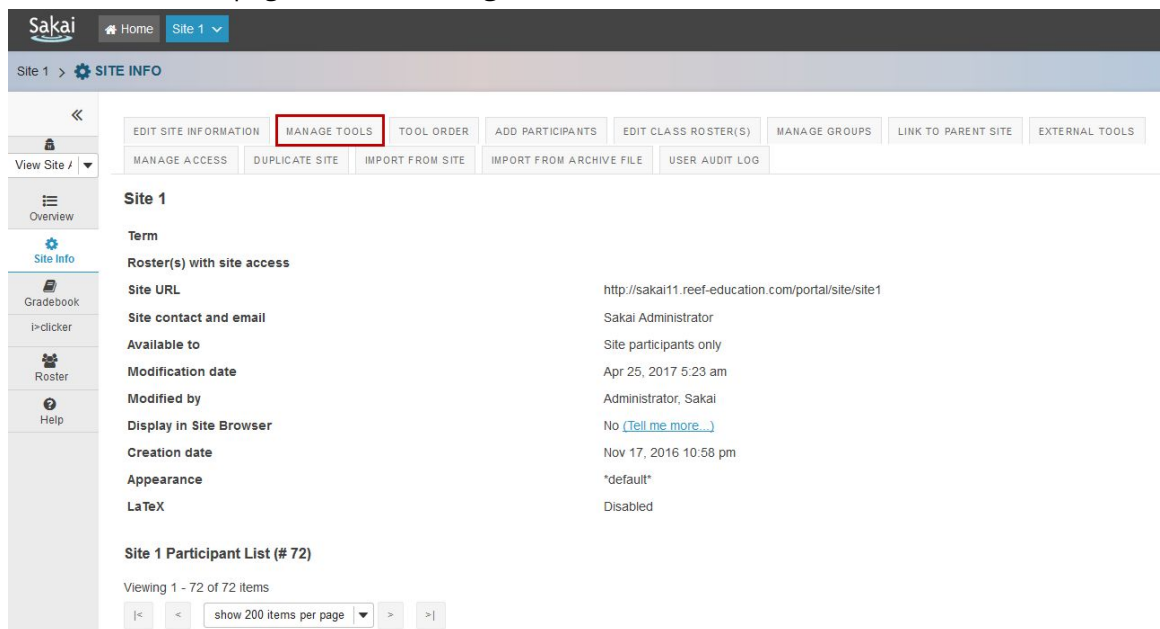 Sakai Home Site 1
Site 1 > SITE INFO
«
EDIT SITE INFORMATION MANAGE TOOLS TOOL ORDER ADD PARTICIPANTS EDIT CLASS ROSTER(S) MANAGE GROUPS LINK TO PARENT SITE EXTERNAL TOOLS
View Site A MANAGE ACCESS DUPLICATE SITE IMPORT FROM SITE IMPORT FROM ARCHIVE FILE USER AUDIT LOG
Overview
Site Info
Gradebook
i>clicker
Roster
Help
Site 1
Term
Roster(s) with site access
Site URL http://sakai11.reef-education.com/portal/site/site1
Site contact and email Sakai Administrator
Available to Site participants only
Modification date Apr 25, 2017 5:23 am
Modified by Administrator, Sakai
Display in Site Browser No (Tell me more...)
Creation date Nov 17, 2016 10:58 pm
Appearance *default*
LaTeX Disabled
Site 1 Participant List (# 72)
Viewing 1 - 72 of 72 items
|< < show 200 items per page > >|